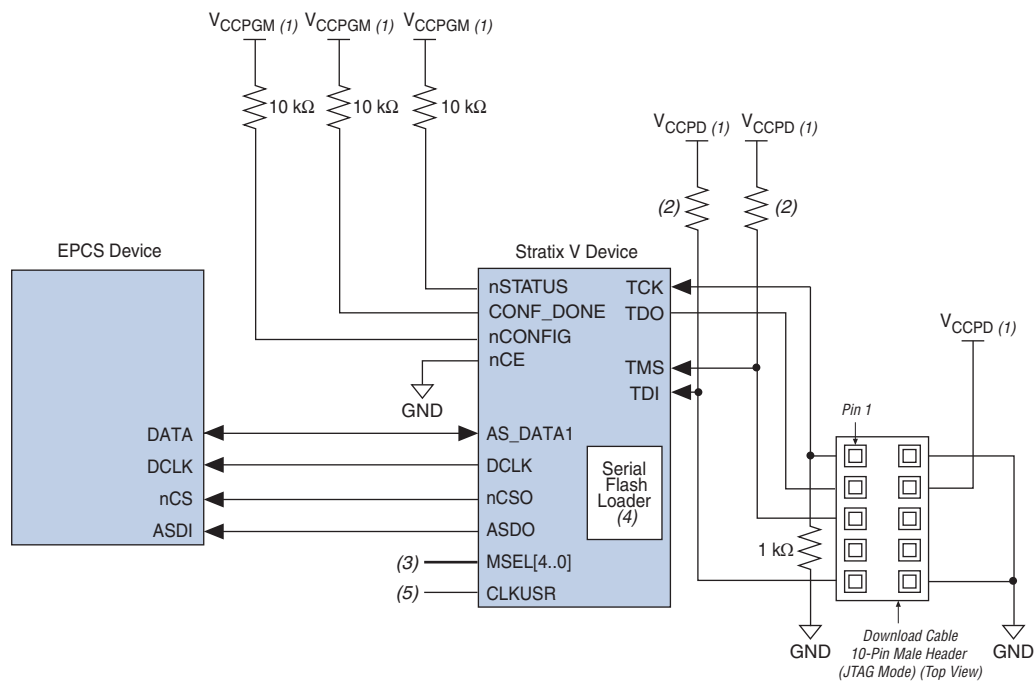 VCCPGM (1) VCCPGM (1) VCCPGM (1)
10 kΩ 10 kΩ 10 kΩ
VCCPD (1) VCCPD (1)
(2) (2)
EPCS Device
Stratix V Device
nSTATUS
TCK
CONF_DONE
TDO
nCONFIG
nCE
GND
TMS
TDI
VCCPD (1)
Pin 1
DATA
AS_DATA1
DCLK
DCLK
nCS
nCSO
ASDI
ASDO
Serial
Flash
Loader
(4)
(3)
MSEL[4..0]
(5)
CLKUSR
1 kΩ
GND
GND
Download Cable
10-Pin Male Header
(JTAG Mode) (Top View)